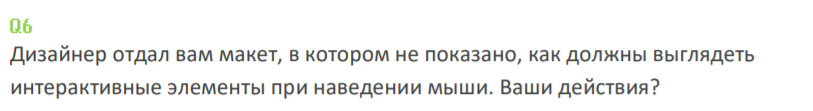 Q6
Дизайнер отдал вам макет, в котором не показано, как должны выглядеть
интерактивные элементы при наведении мыши. Ваши действия?